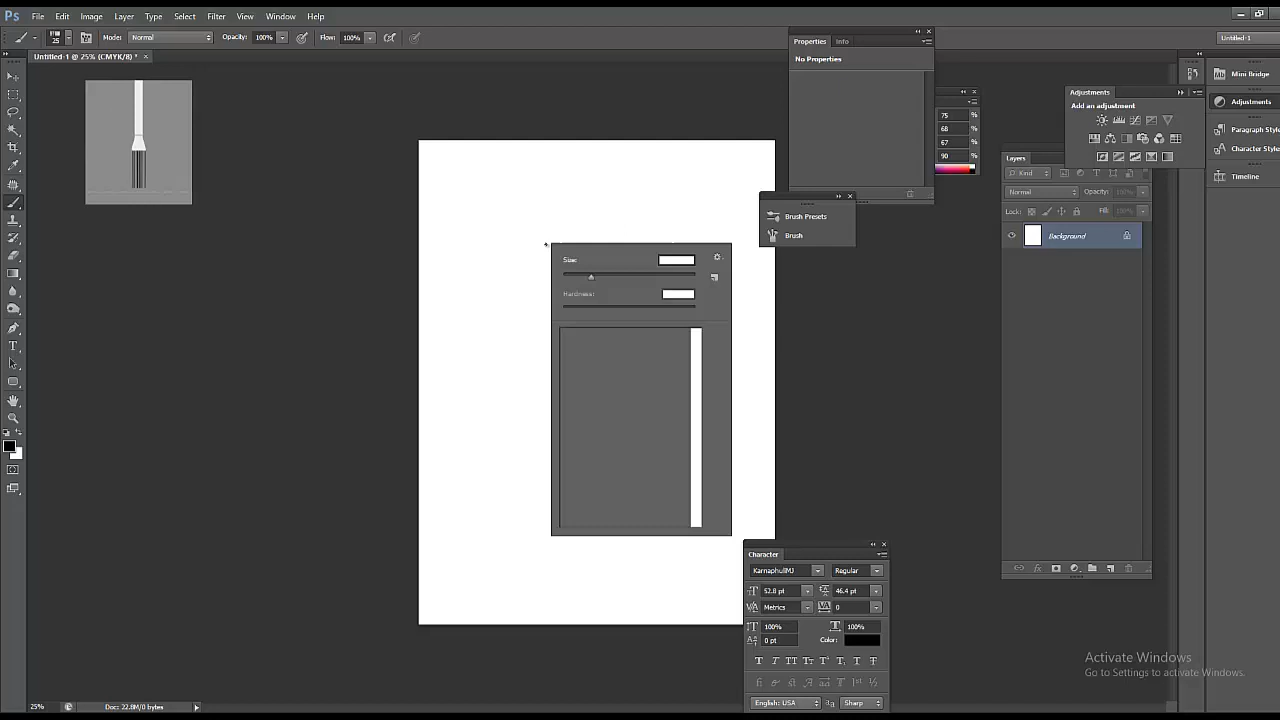 Ps File Edit Image Layer Type Select Filter View Window Help
25 Mode: Normal Opacity: 100% Flow: 100%
Untitled-1
Untitled-1 @ 25% (CMYK/8) *
Properties Info
No Properties
75 %
68 %
67 %
90 %
Adjustments
Add an adjustment
Mini Bridge
Adjustments
Paragraph Style
Character Style
Timeline
Layers
Kind
Normal Opacity: 100%
Lock: Fill: 100%
Background
Brush Presets
Brush
Size:
Hardness:
Character
KarnaphuliMJ Regular
52.8 pt 46.4 pt
Metrics 0
100% 100%
0 pt Color:
English: USA Sharp
Activate Windows
Go to Settings to activate Windows.
25% Doc: 22.8M/0 bytes